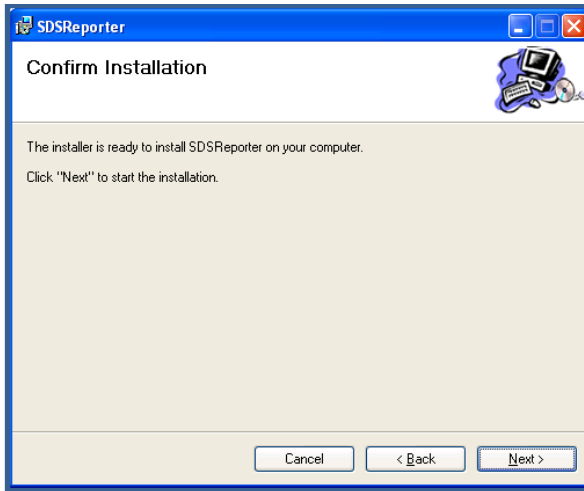 SDSReporter
Confirm Installation
The installer is ready to install SDSReporter on your computer.
Click "Next" to start the installation.
Cancel
< Back
Next >